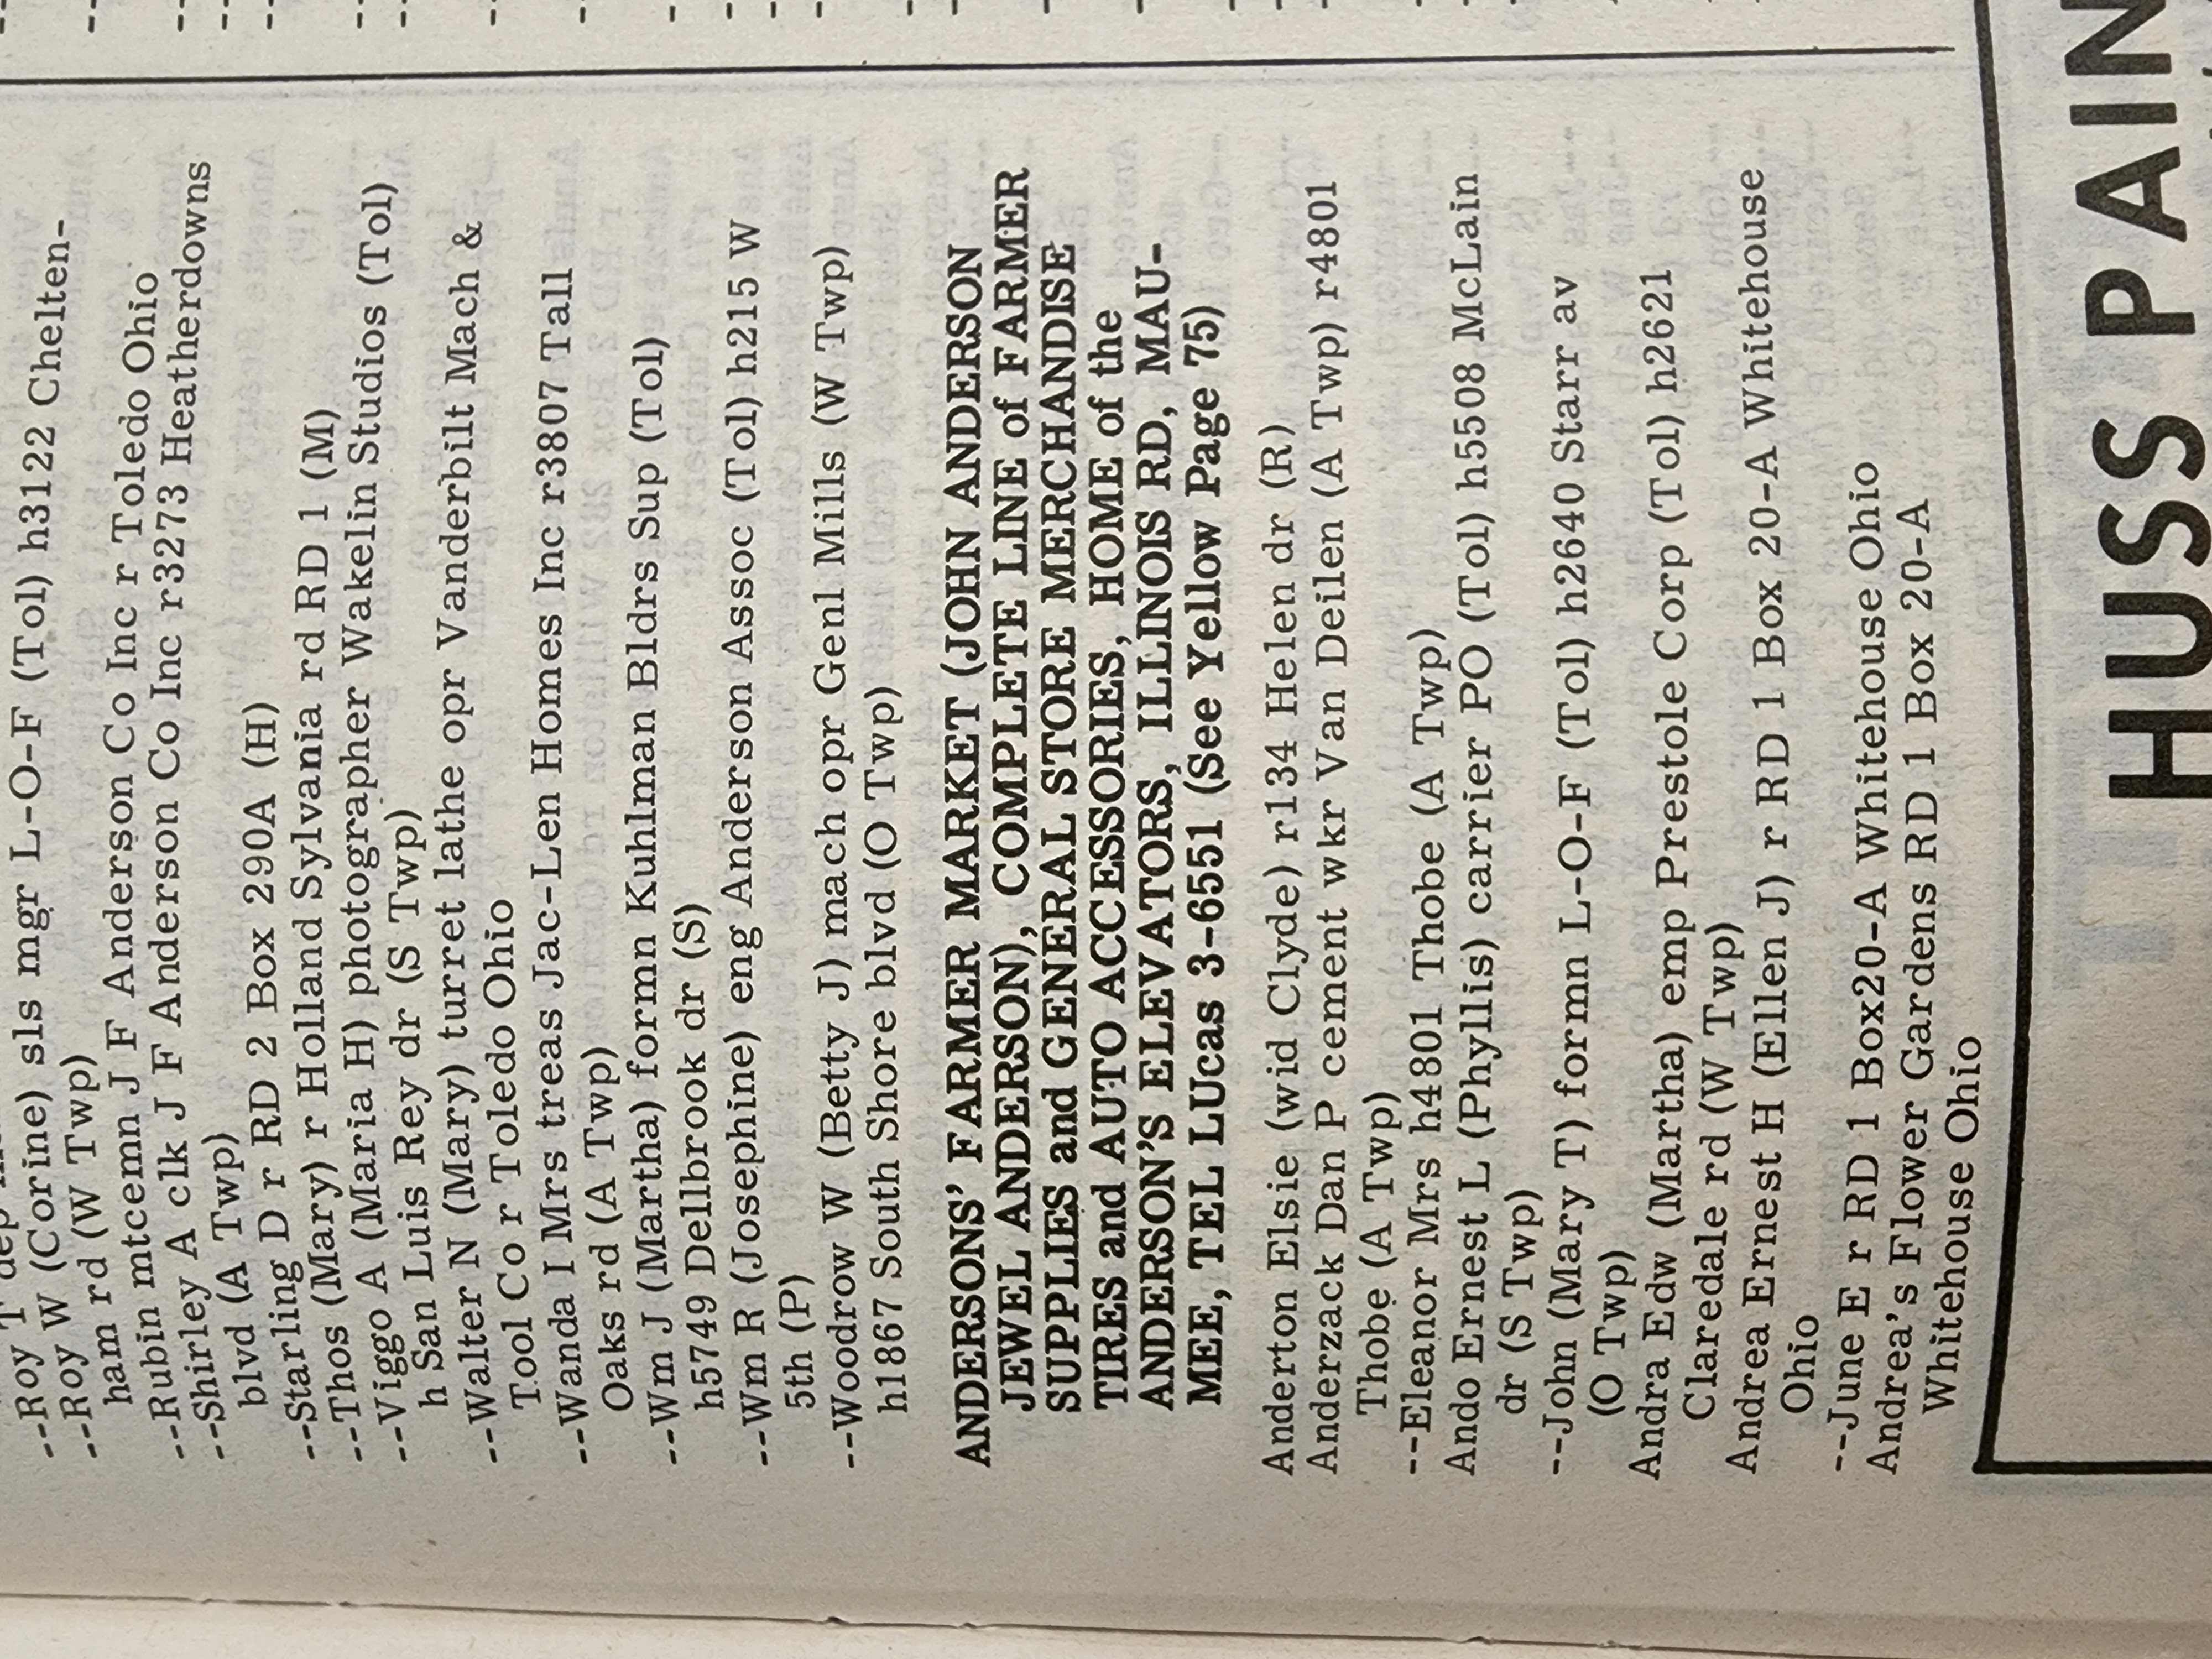 --Roy T
--Roy W (Corine) sls mgr L-O-F (Tol) h3122 Chelten-
ham rd (W Twp)
--Rubin mtcemn J F Anderson Co Inc r Toledo Ohio
--Shirley A clk J F Anderson Co Inc r3273 Heatherdowns
blvd (A Twp)
--Starling D r RD 2 Box 290A (H)
--Thos (Mary) r Holland Sylvania rd RD 1 (M)
--Viggo A (Maria H) photographer Wakelin Studios (Tol)
h San Luis Rey dr (S Twp)
--Walter N (Mary) turret lathe opr Vanderbilt Mach &
Tool Co r Toledo Ohio
--Wanda I Mrs treas Jac-Len Homes Inc r3807 Tall
Oaks rd (A Twp)
--Wm J (Martha) formn Kuhlman Bldrs Sup (Tol)
h5749 Dellbrook dr (S)
--Wm R (Josephine) eng Anderson Assoc (Tol) h215 W
5th (P)
--Woodrow W (Betty J) mach opr Genl Mills (W Twp)
h1867 South Shore blvd (O Twp)
ANDERSONS' FARMER MARKET (JOHN ANDERSON
JEWEL ANDERSON), COMPLETE LINE of FARMER
SUPPLIES and GENERAL STORE MERCHANDISE
TIRES and AUTO ACCESSORIES, HOME of the
ANDERSON'S ELEVATORS, ILLINOIS RD, MAU-
MEE, TEL LUcas 3-6551 (See Yellow Page 75)
Anderton Elsie (wid Clyde) r134 Helen dr (R)
Anderzack Dan P cement wkr Van Deilen (A Twp) r4801
Thobe (A Twp)
--Eleanor Mrs h4801 Thobe (A Twp)
Ando Ernest L (Phyllis) carrier PO (Tol) h5508 McLain
dr (S Twp)
--John (Mary T) formn L-O-F (Tol) h2640 Starr av
(O Twp)
Andra Edw (Martha) emp Prestole Corp (Tol) h2621
Claredale rd (W Twp)
Andrea Ernest H (Ellen J) r RD 1 Box 20-A Whitehouse
Ohio
--June E r RD 1 Box20-A Whitehouse Ohio
Andrea's Flower Gardens RD 1 Box 20-A
Whitehouse Ohio
HUSS PAIN